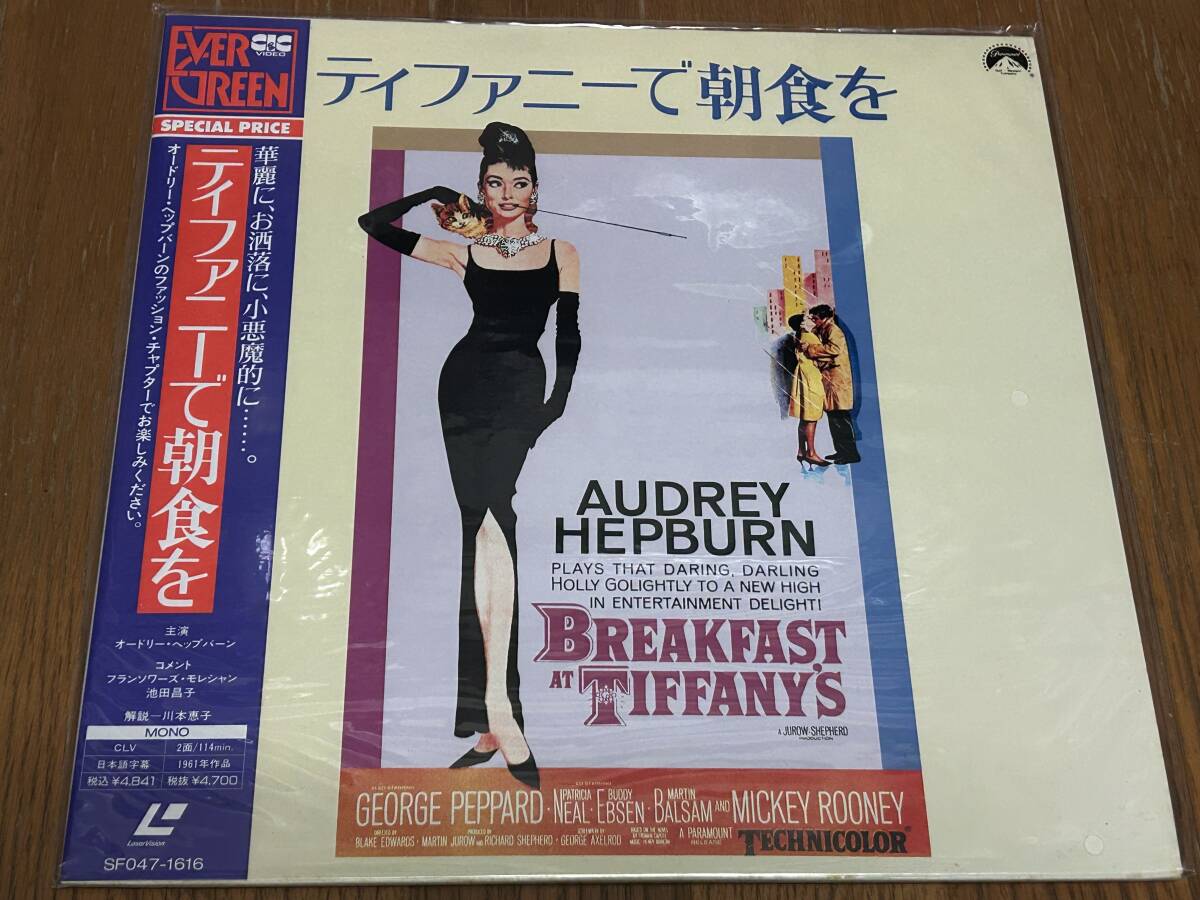 EVER GREEN
CIC
VIDEO
SPECIAL PRICE
華麗に、お洒落に、小悪魔的に……。
ティファニーで朝食を
オードリー・ヘップバーンのファッション・チャプターでお楽しみください。
主演
オードリー・ヘップバーン
コメント
フランソワーズ・モレシャン
池田昌子
解説—川本恵子
MONO
CLV 2面/114min.
日本語字幕 1961年作品
税込¥4,841 税抜¥4,700
LaserVision
SF047-1616
ティファニーで朝食を
Paramount
AUDREY
HEPBURN
PLAYS THAT DARING, DARLING
HOLLY GOLIGHTLY TO A NEW HIGH
IN ENTERTAINMENT DELIGHT!
BREAKFAST
AT TIFFANY'S
A JUROW-SHEPHERD
PRODUCTION
GEORGE PEPPARD · PATRICIA NEAL · BUDDY EBSEN · MARTIN BALSAM AND MICKEY ROONEY
DIRECTED BY BLAKE EDWARDS · PRODUCED BY MARTIN JUROW AND RICHARD SHEPHERD · SCREENPLAY BY GEORGE AXELROD
BASED ON THE NOVEL
A PARAMOUNT
RELEASE
TECHNICOLOR